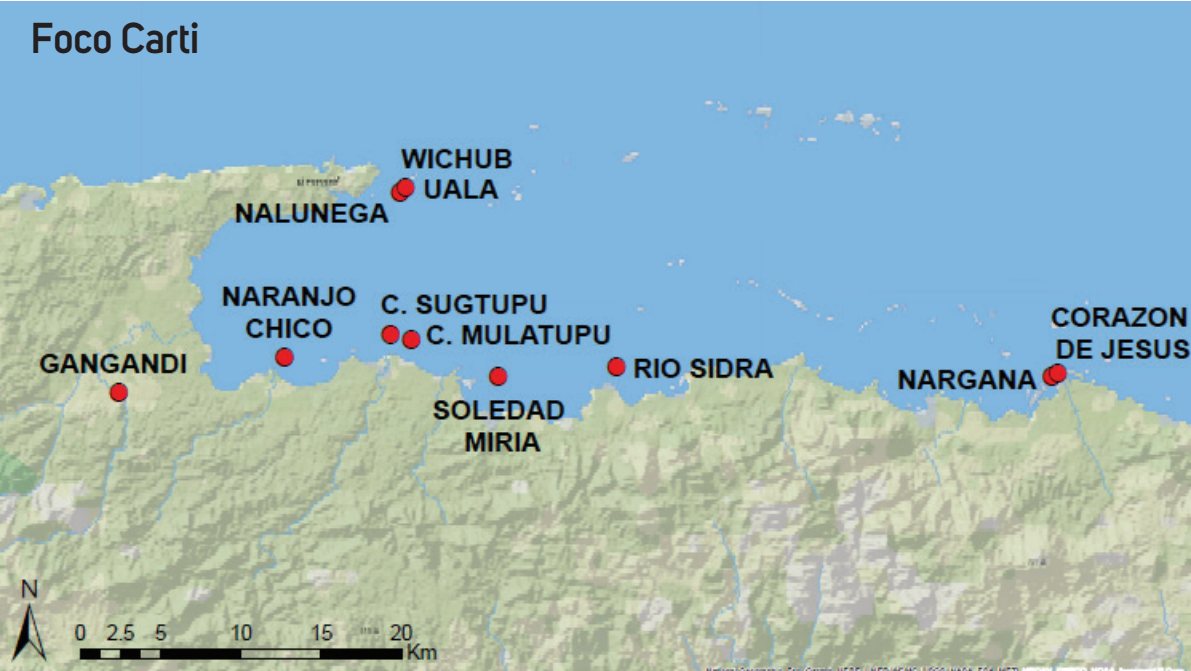 Foco Carti
WICHUB
UALA
NALUNEGA
NARANJO
CHICO
C. SUGTUPU
C. MULATUPU
GANGANDI
SOLEDAD
MIRIA
RIO SIDRA
NARGANA
CORAZON
DE JESUS
N
0 2.5 5 10 15 20
Km